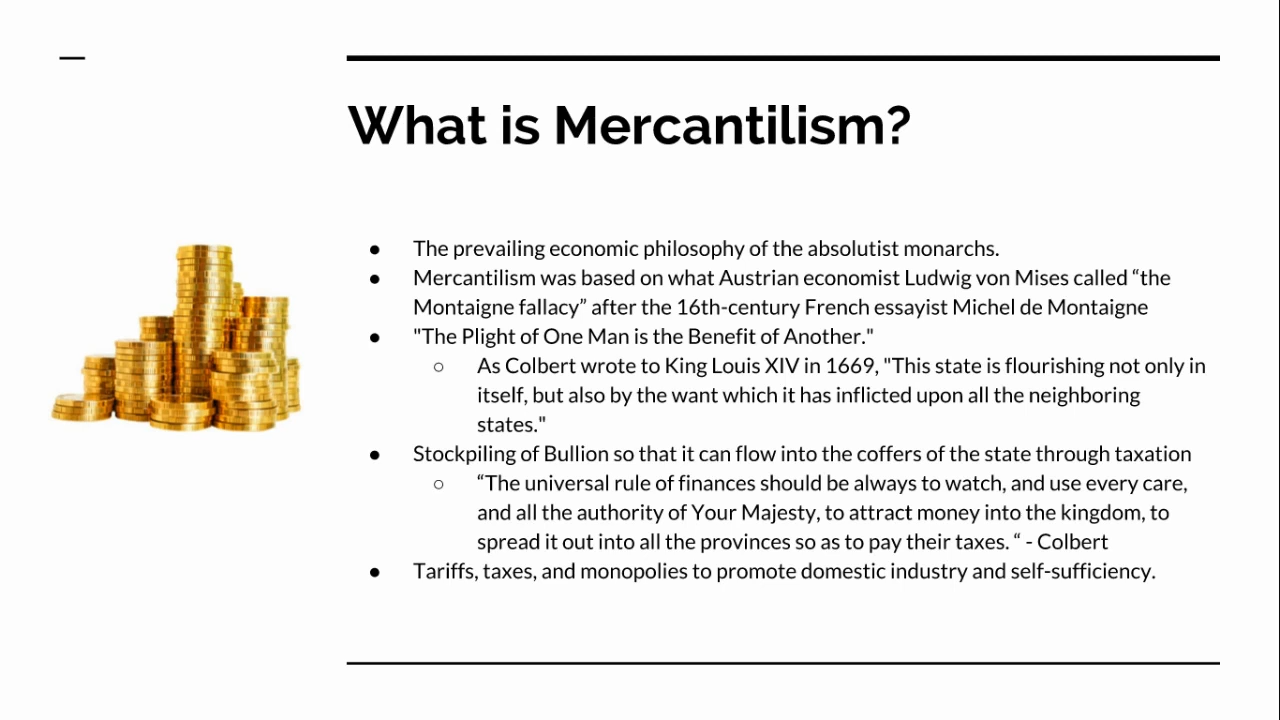 What is Mercantilism?
● The prevailing economic philosophy of the absolutist monarchs.
● Mercantilism was based on what Austrian economist Ludwig von Mises called “the
Montaigne fallacy” after the 16th-century French essayist Michel de Montaigne
● "The Plight of One Man is the Benefit of Another."
○ As Colbert wrote to King Louis XIV in 1669, "This state is flourishing not only in
itself, but also by the want which it has inflicted upon all the neighboring
states."
● Stockpiling of Bullion so that it can flow into the coffers of the state through taxation
○ “The universal rule of finances should be always to watch, and use every care,
and all the authority of Your Majesty, to attract money into the kingdom, to
spread it out into all the provinces so as to pay their taxes. “ - Colbert
● Tariffs, taxes, and monopolies to promote domestic industry and self-sufficiency.